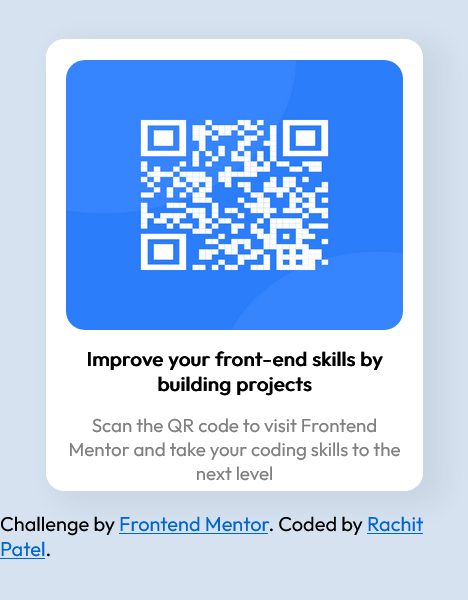 Improve your front-end skills by
building projects
Scan the QR code to visit Frontend
Mentor and take your coding skills to the
next level
Challenge by Frontend Mentor. Coded by Rachit
Patel.